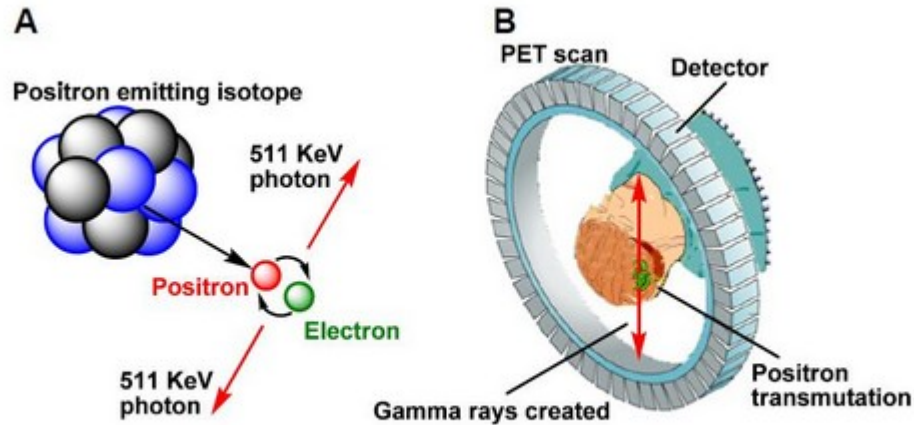 A
Positron emitting isotope
511 KeV
photon
Positron
Electron
511 KeV
photon
B
PET scan
Detector
Gamma rays created
Positron
transmutation